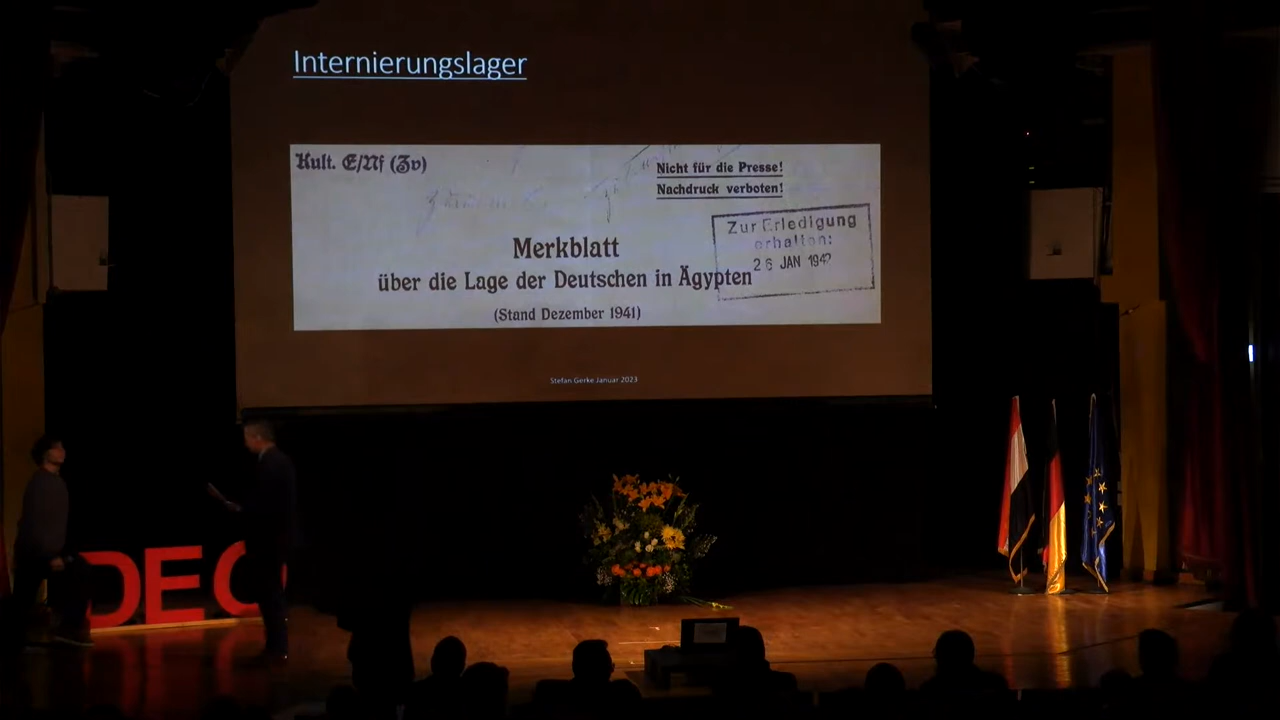 Internierungslager
Kult. E/Nf (Zv)
Nicht für die Presse!
Nachdruck verboten!
Zur Erledigung
erhalten:
26 JAN 1942
Merkblatt
über die Lage der Deutschen in Ägypten
(Stand Dezember 1941)
Stefan Gerke Januar 2023
DEO